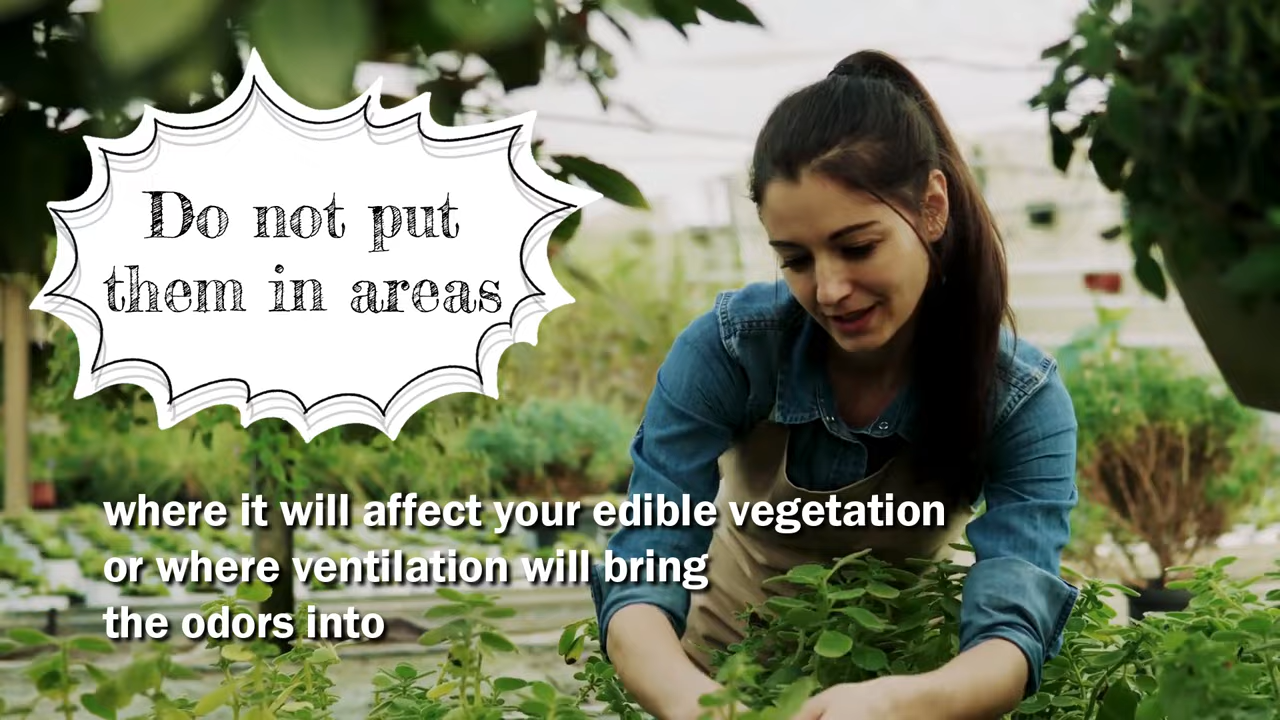 Do not put
them in areas
where it will affect your edible vegetation
or where ventilation will bring
the odors into